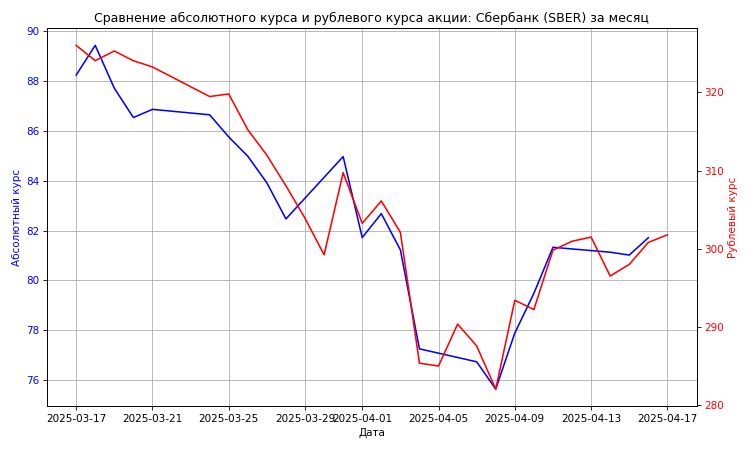 Сравнение абсолютного курса и рублевого курса акции: Сбербанк (SBER) за месяц
90
88
86
84
82
80
78
76
Абсолютный курс
320
310
300
290
280
Рублевый курс
2025-03-17 2025-03-21 2025-03-25 2025-03-29 2025-04-01 2025-04-05 2025-04-09 2025-04-13 2025-04-17
Дата